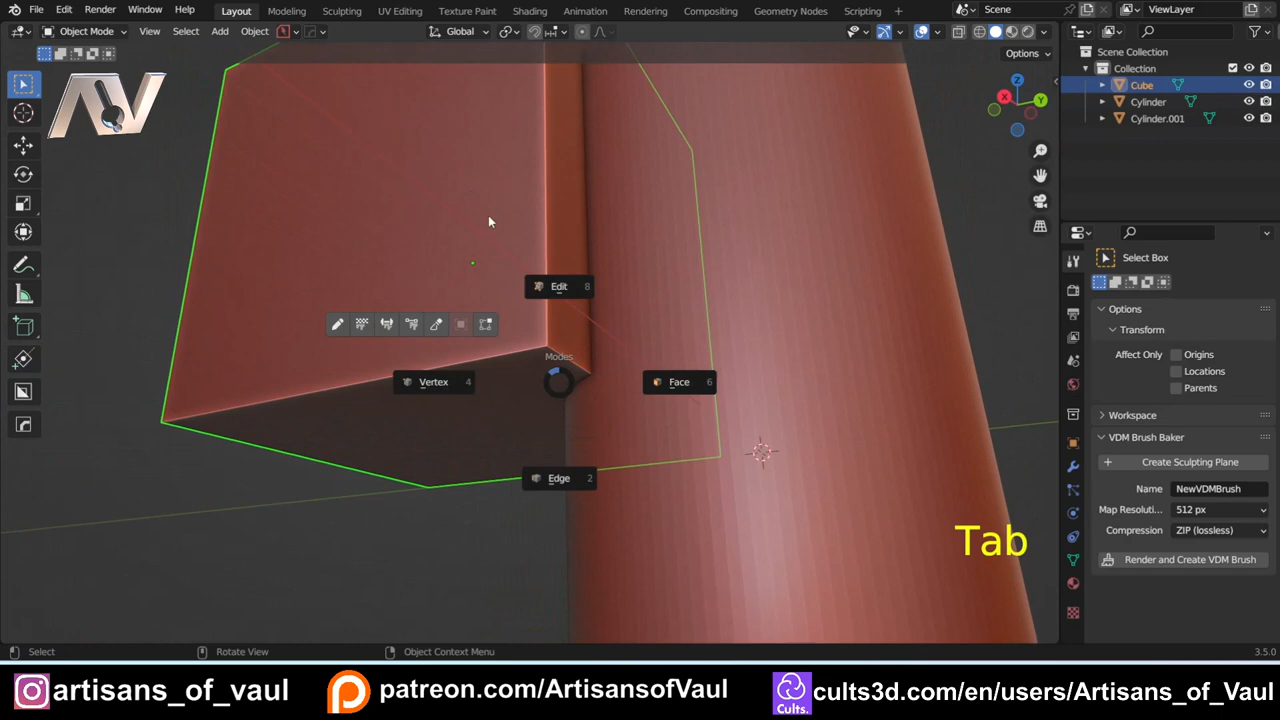 File Edit Render Window Help Layout Modeling Sculpting UV Editing Texture Paint Shading Animation Rendering Compositing Geometry Nodes Scripting + Scene ViewLayer
Object Mode View Select Add Object Global
Options
Scene Collection
Collection
Cube
Cylinder
Cylinder.001
X
Y
Z
AV
Select Box
Options
Transform
Affect Only Origins
Locations
Parents
Workspace
VDM Brush Baker
Create Sculpting Plane
Name NewVDMBrush
Map Resoluti... 512 px
Compression ZIP (lossless)
Render and Create VDM Brush
Edit 8
Modes
Vertex 4
Face 6
Edge 2
Tab
Select Rotate View Object Context Menu 3.5.0
artisans_of_vaul patreon.com/ArtisansofVaul Cults. cults3d.com/en/users/Artisans_of_Vaul